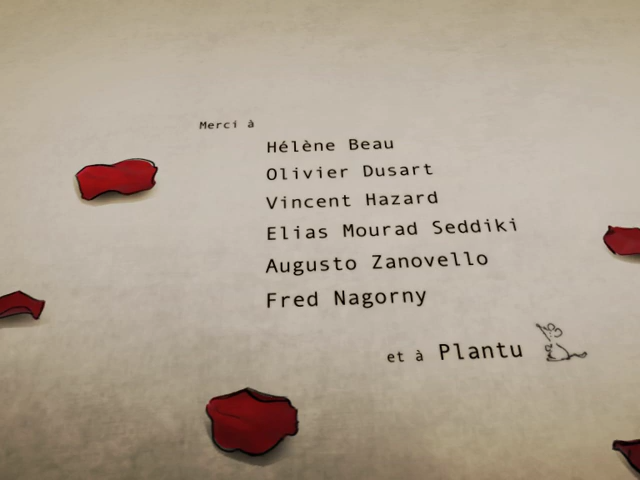 Merci à
Hélène Beau
Olivier Dusart
Vincent Hazard
Elias Mourad Seddiki
Augusto Zanovello
Fred Nagorny
et à Plantu